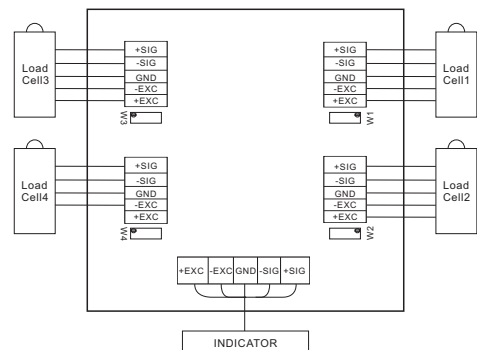 Load
Cell3
+SIG
-SIG
GND
-EXC
+EXC
W3
+SIG
-SIG
GND
-EXC
+EXC
W1
Load
Cell1
Load
Cell4
+SIG
-SIG
GND
-EXC
+EXC
W4
+SIG
-SIG
GND
-EXC
+EXC
W2
Load
Cell2
+EXC -EXC GND -SIG +SIG
INDICATOR